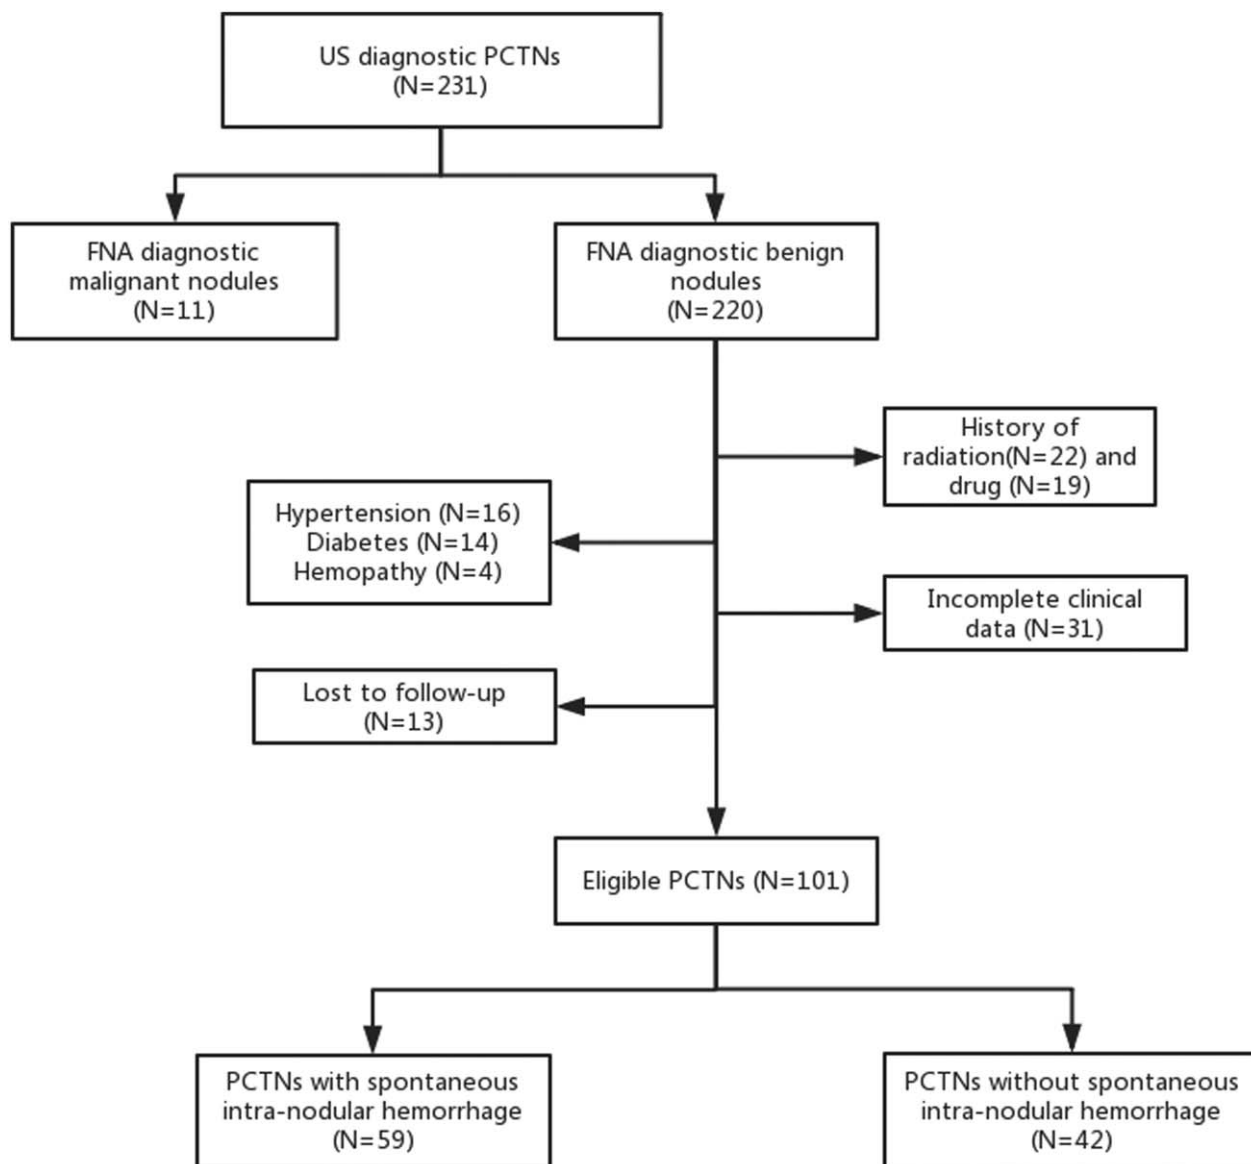 US diagnostic PCTNs
(N=231)
FNA diagnostic
malignant nodules
(N=11)
FNA diagnostic benign
nodules
(N=220)
History of
radiation(N=22) and
drug (N=19)
Hypertension (N=16)
Diabetes (N=14)
Hemopathy (N=4)
Incomplete clinical
data (N=31)
Lost to follow-up
(N=13)
Eligible PCTNs (N=101)
PCTNs with spontaneous
intra-nodular hemorrhage
(N=59)
PCTNs without spontaneous
intra-nodular hemorrhage
(N=42)